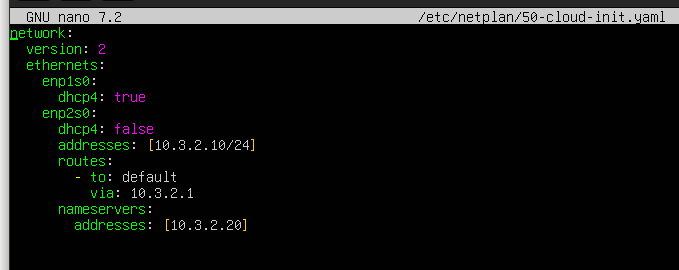 GNU nano 7.2 /etc/netplan/50-cloud-init.yaml
network:
  version: 2
  ethernets:
    enp1s0:
      dhcp4: true
    enp2s0:
      dhcp4: false
      addresses: [10.3.2.10/24]
      routes:
        - to: default
          via: 10.3.2.1
      nameservers:
        addresses: [10.3.2.20]